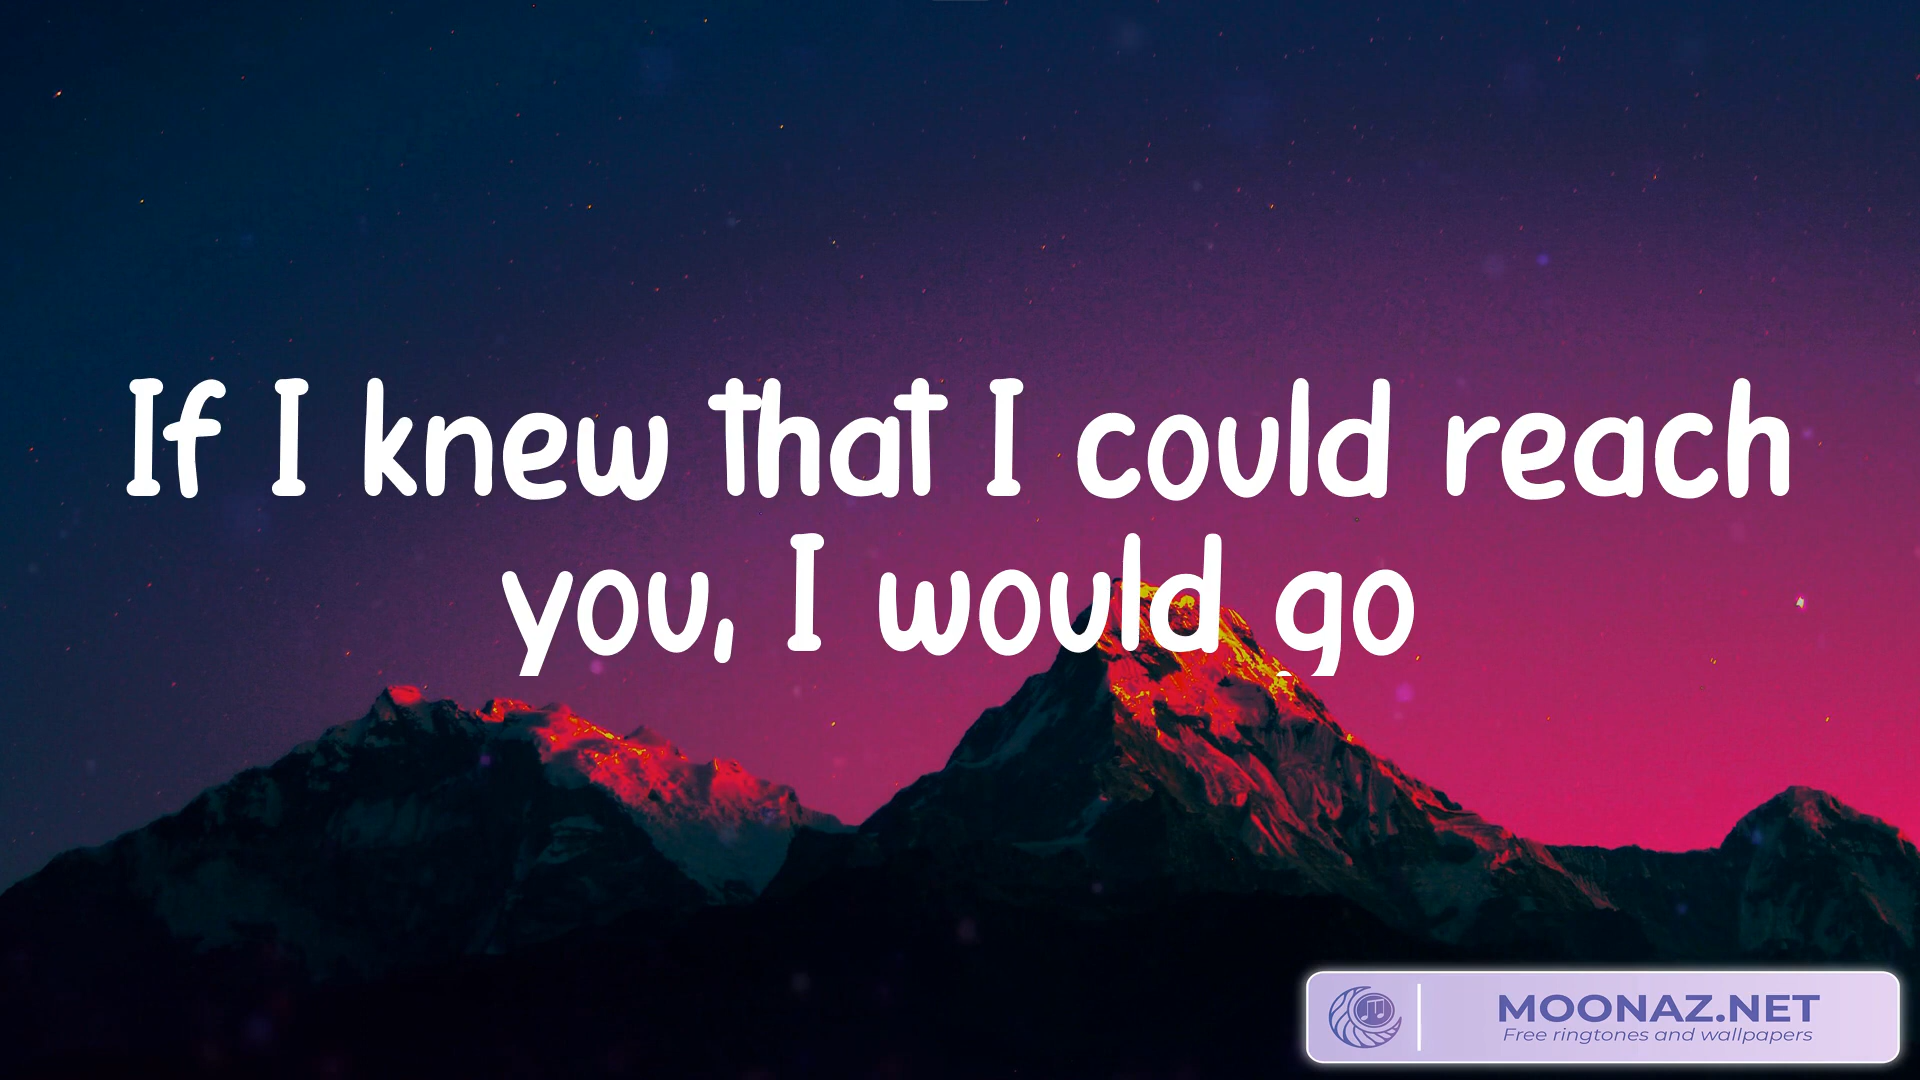 If I knew that I could reach
you, I would go
MOONAZ.NET
Free ringtones and wallpapers